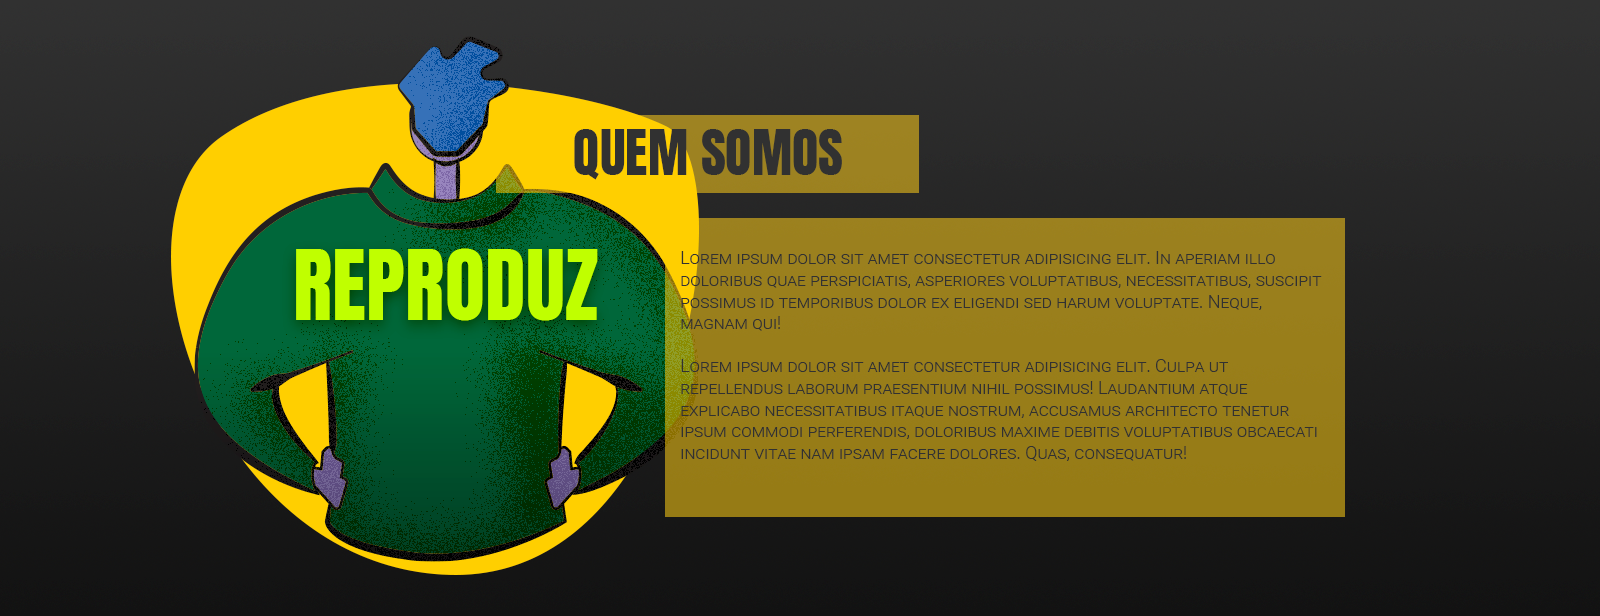 QUEM SOMOS
REPRODUZ
Lorem ipsum dolor sit amet consectetur adipisicing elit. In aperiam illo
doloribus quae perspiciatis, asperiores voluptatibus, necessitatibus, suscipit
possimus id temporibus dolor ex eligendi sed harum voluptate. Neque,
magnam qui!
Lorem ipsum dolor sit amet consectetur adipisicing elit. Culpa ut
repellendus laborum praesentium nihil possimus! Laudantium atque
explicabo necessitatibus itaque nostrum, accusamus architecto tenetur
ipsum commodi perferendis, doloribus maxime debitis voluptatibus obcaecati
incidunt vitae nam ipsam facere dolores. Quas, consequatur!